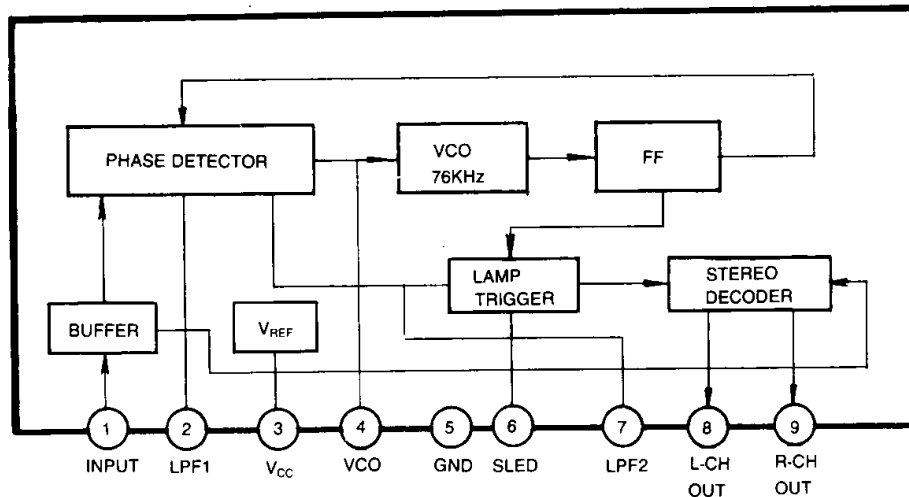 PHASE DETECTOR
VCO
76KHz
FF
LAMP
TRIGGER
STEREO
DECODER
BUFFER
VREF
1
2
3
4
5
6
7
8
9
INPUT
LPF1
VCC
VCO
GND
SLED
LPF2
L-CH
OUT
R-CH
OUT